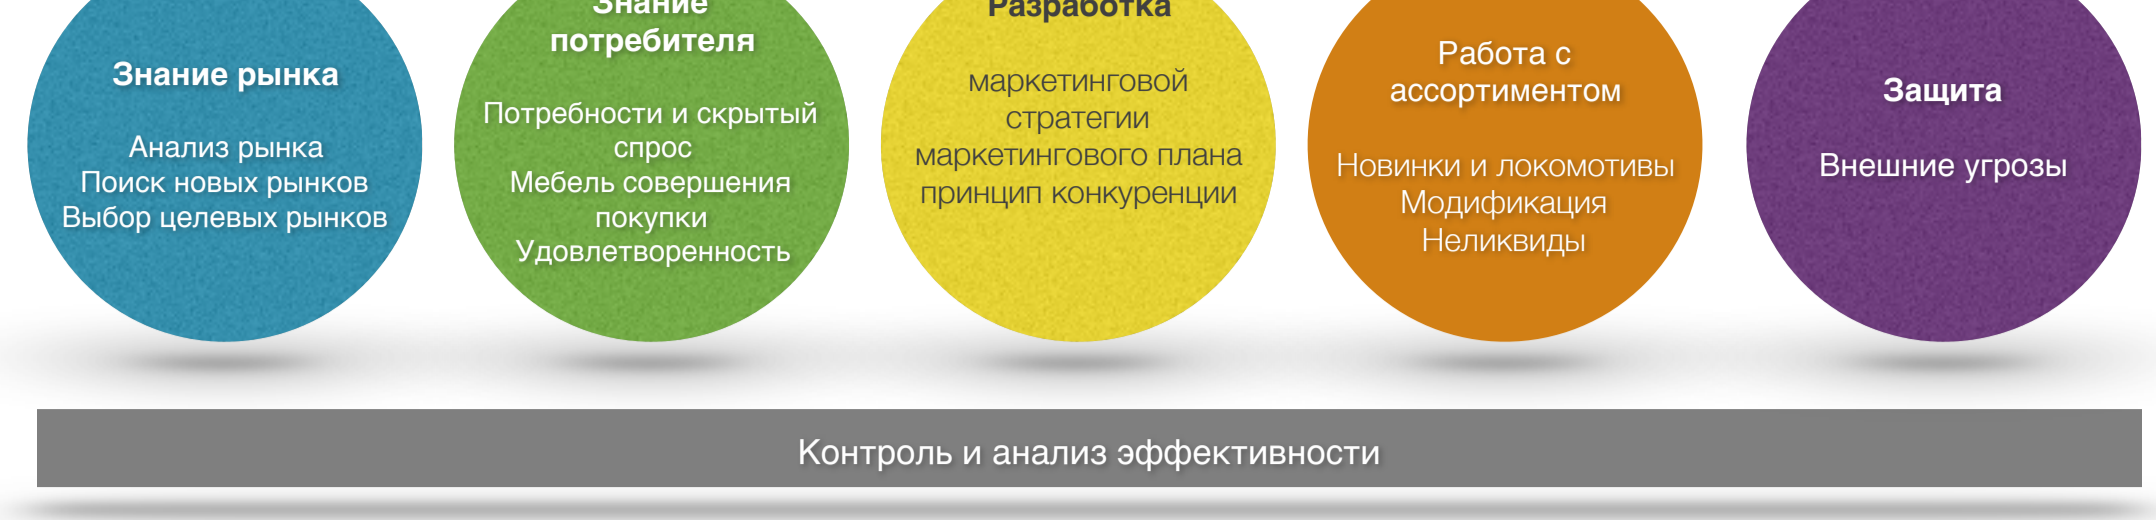 Знание рынка
Анализ рынка
Поиск новых рынков
Выбор целевых рынков
Знание
потребителя
Потребности и скрытый
спрос
Мебель совершения
покупки
Удовлетворенность
Разработка
маркетинговой
стратегии
маркетингового плана
принцип конкуренции
Работа с
ассортиментом
Новинки и локомотивы
Модификация
Неликвиды
Защита
Внешние угрозы
Контроль и анализ эффективности